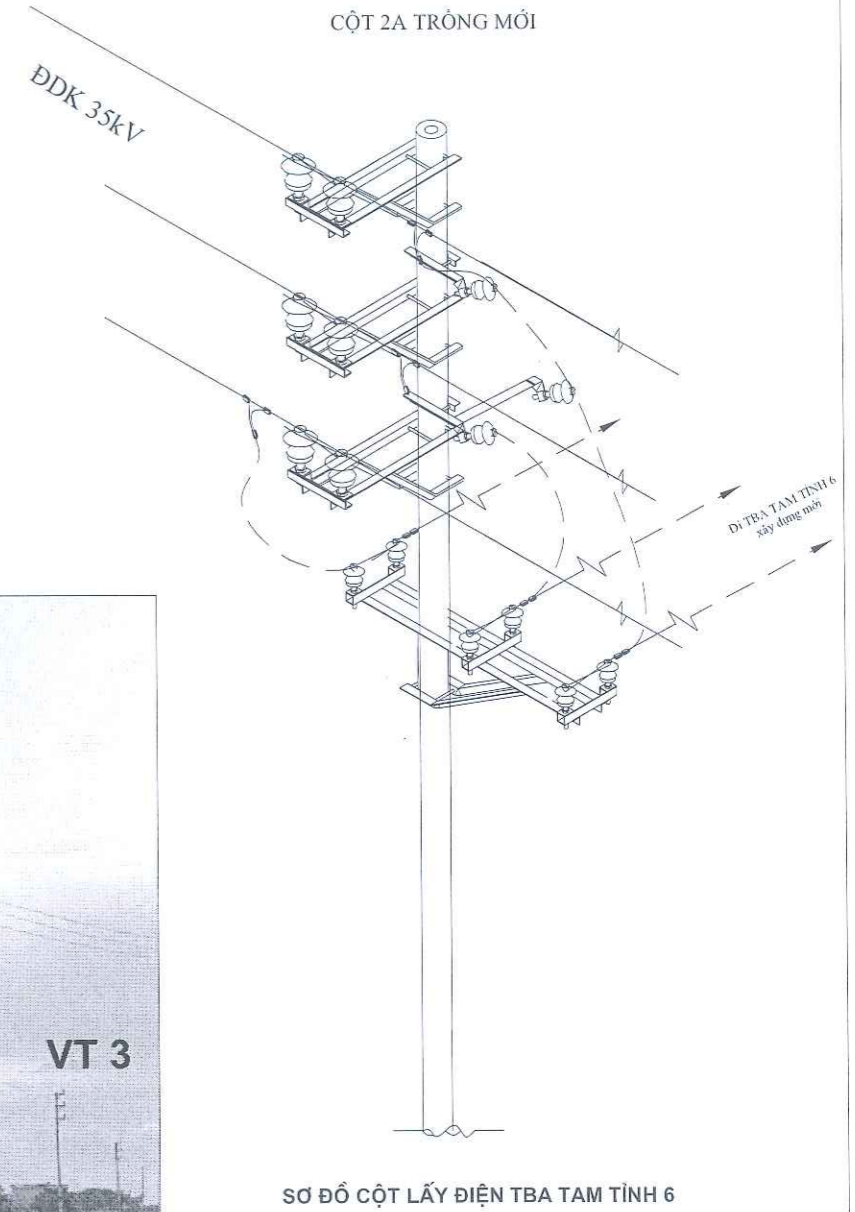 CỘT 2A TRỒNG MỚI
ĐDK 35kV
Đi TBA TAM TỈNH 6
xây dựng mới
VT 3
SƠ ĐỒ CỘT LẤY ĐIỆN TBA TAM TỈNH 6